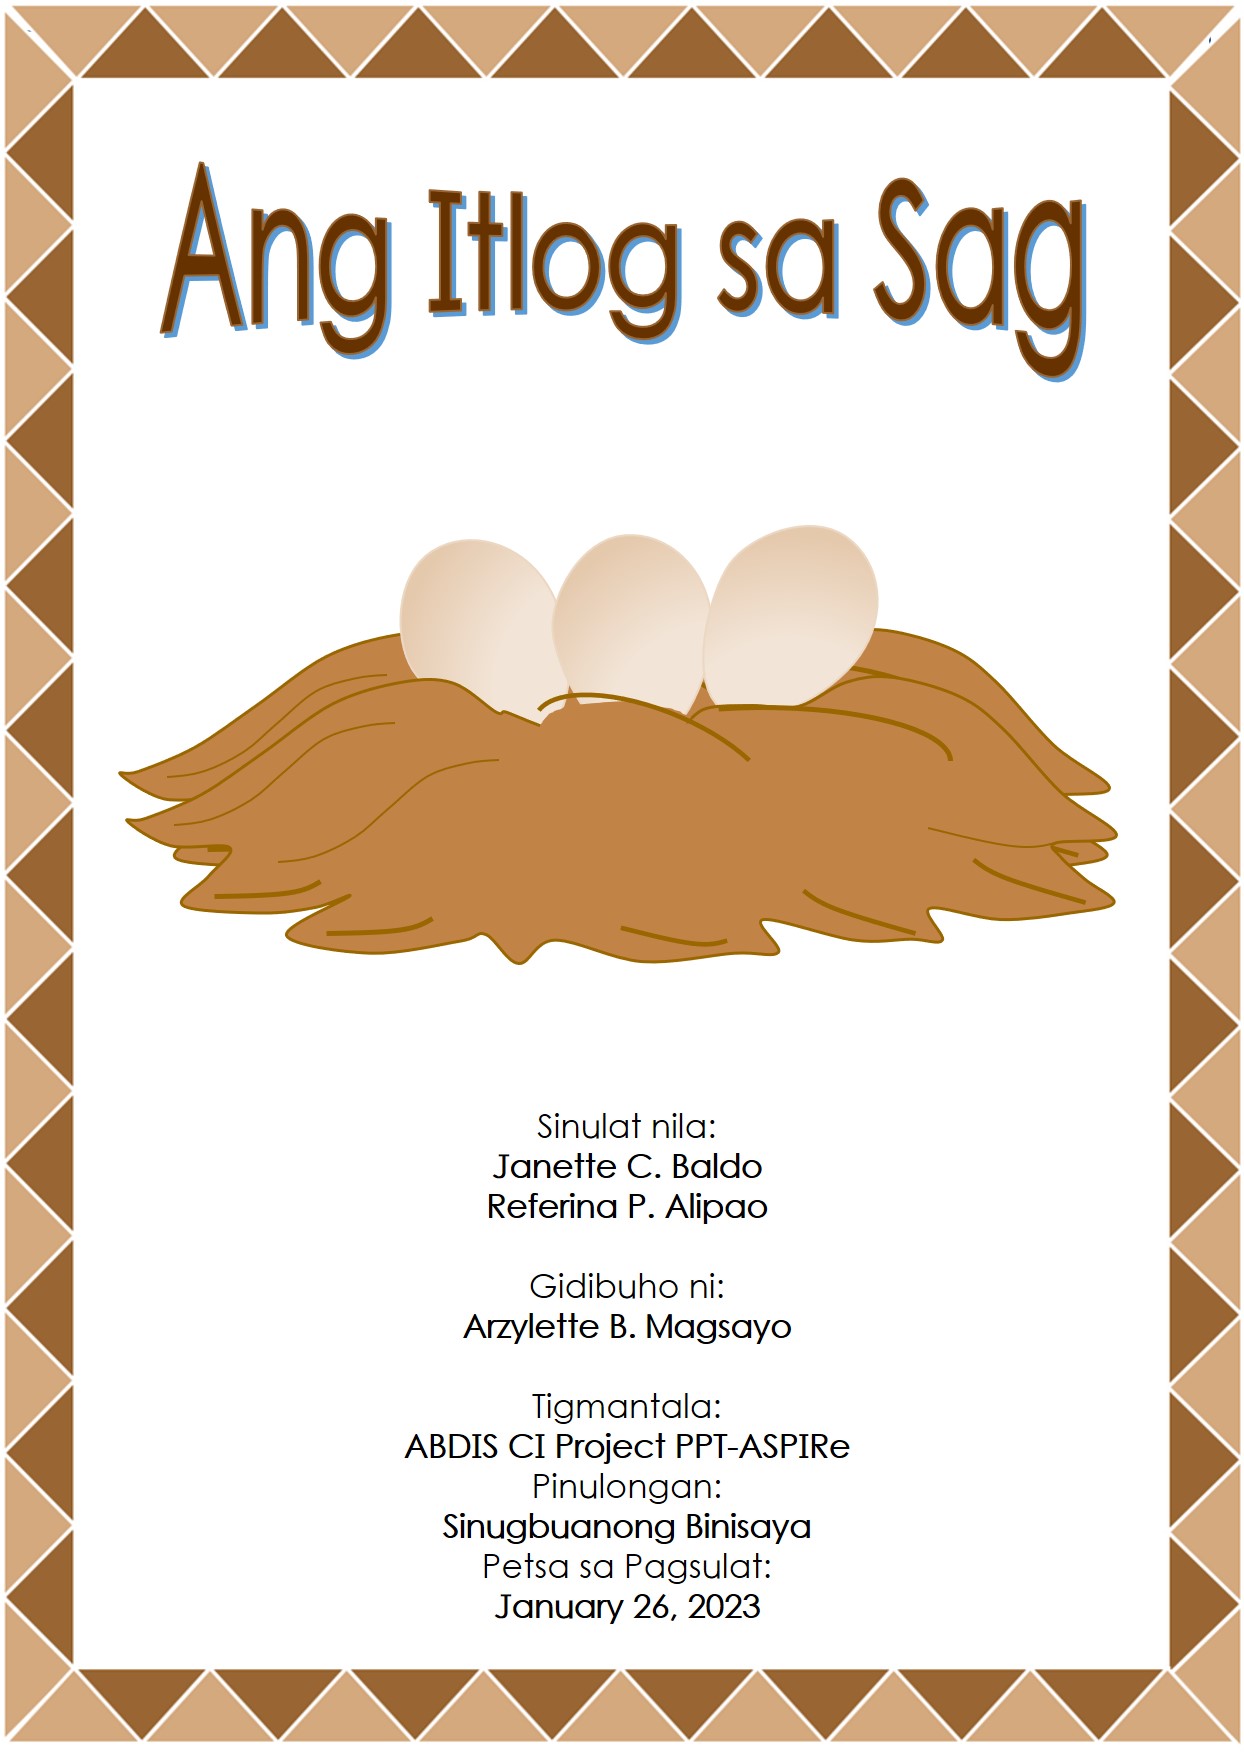 Ang Itlog sa Sag
Sinulat nila:
Janette C. Baldo
Referina P. Alipao
Gidibuho ni:
Arzylette B. Magsayo
Tigmantala:
ABDIS CI Project PPT-ASPIRe
Pinulongan:
Sinugbuanong Binisaya
Petsa sa Pagsulat:
January 26, 2023